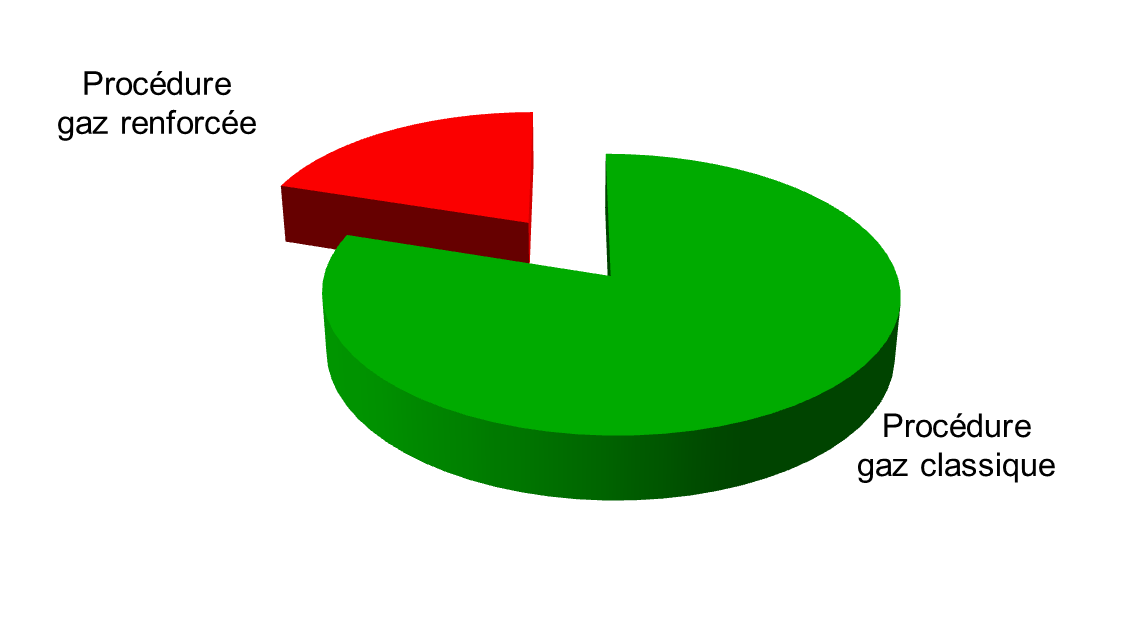 Procédure
gaz renforcée
Procédure
gaz classique